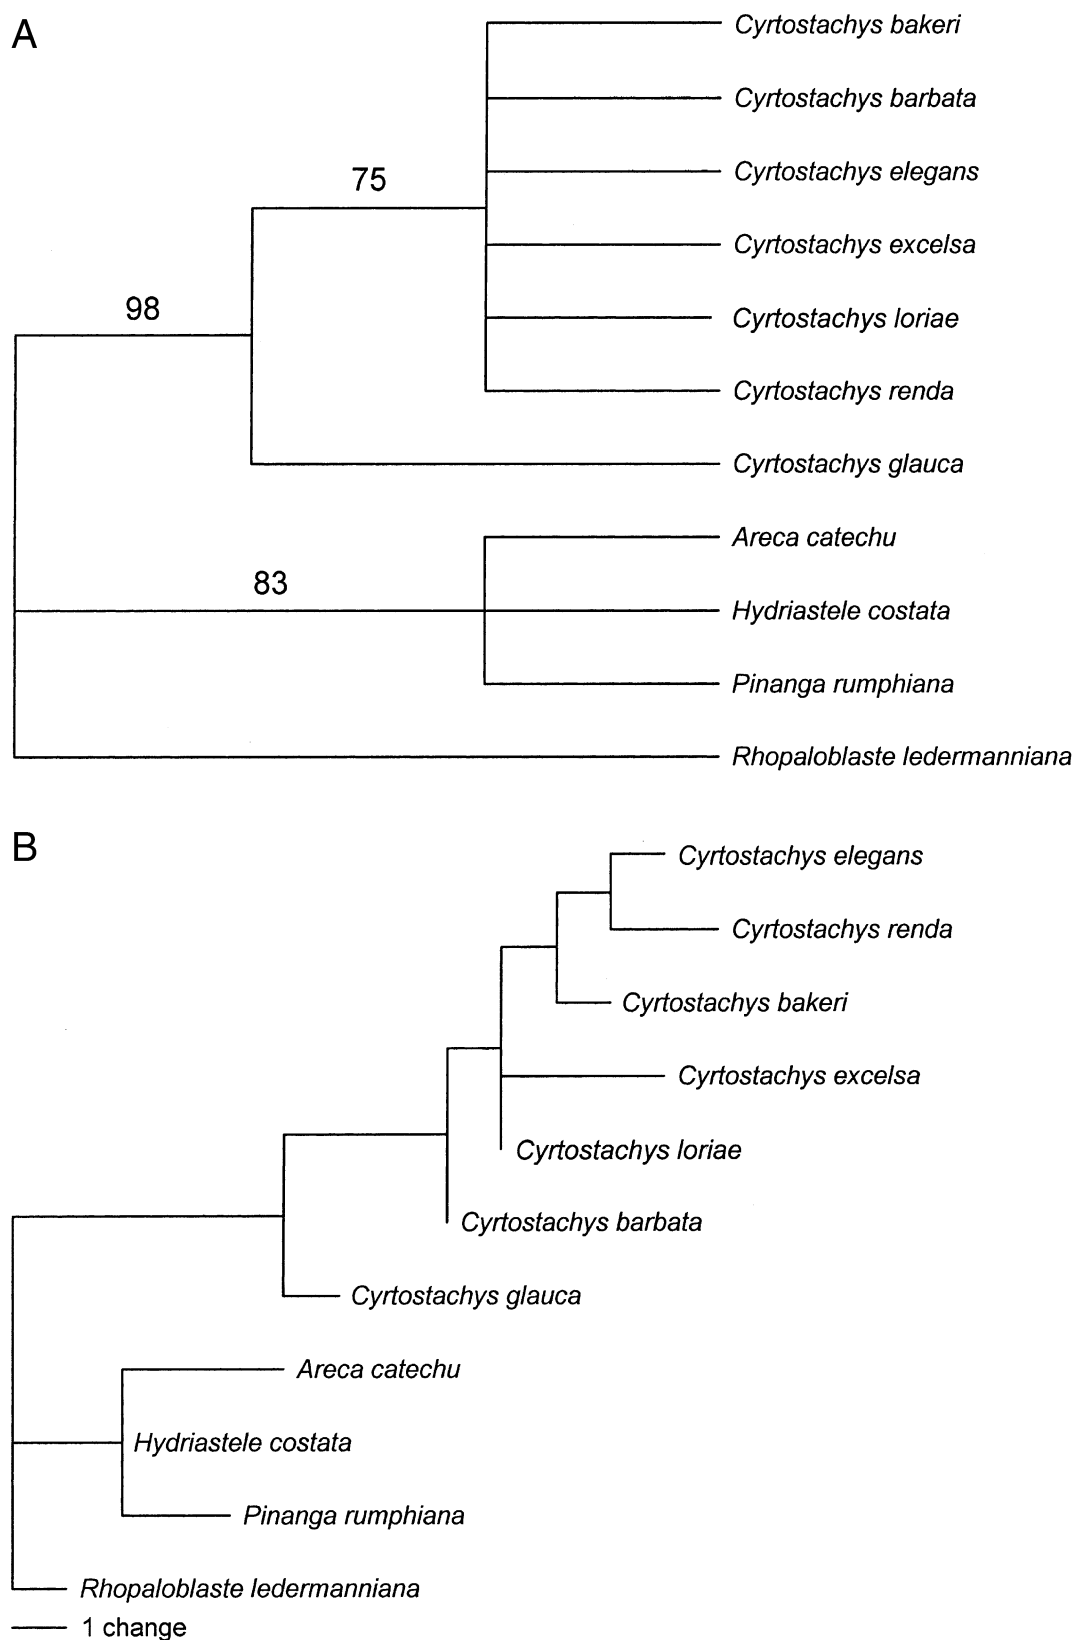 A
Cyrtostachys bakeri
Cyrtostachys barbata
75
Cyrtostachys elegans
Cyrtostachys excelsa
98
Cyrtostachys loriae
Cyrtostachys renda
Cyrtostachys glauca
Areca catechu
83
Hydriastele costata
Pinanga rumphiana
Rhopaloblaste ledermanniana
B
Cyrtostachys elegans
Cyrtostachys renda
Cyrtostachys bakeri
Cyrtostachys excelsa
Cyrtostachys loriae
Cyrtostachys barbata
Cyrtostachys glauca
Areca catechu
Hydriastele costata
Pinanga rumphiana
Rhopaloblaste ledermanniana
1 change